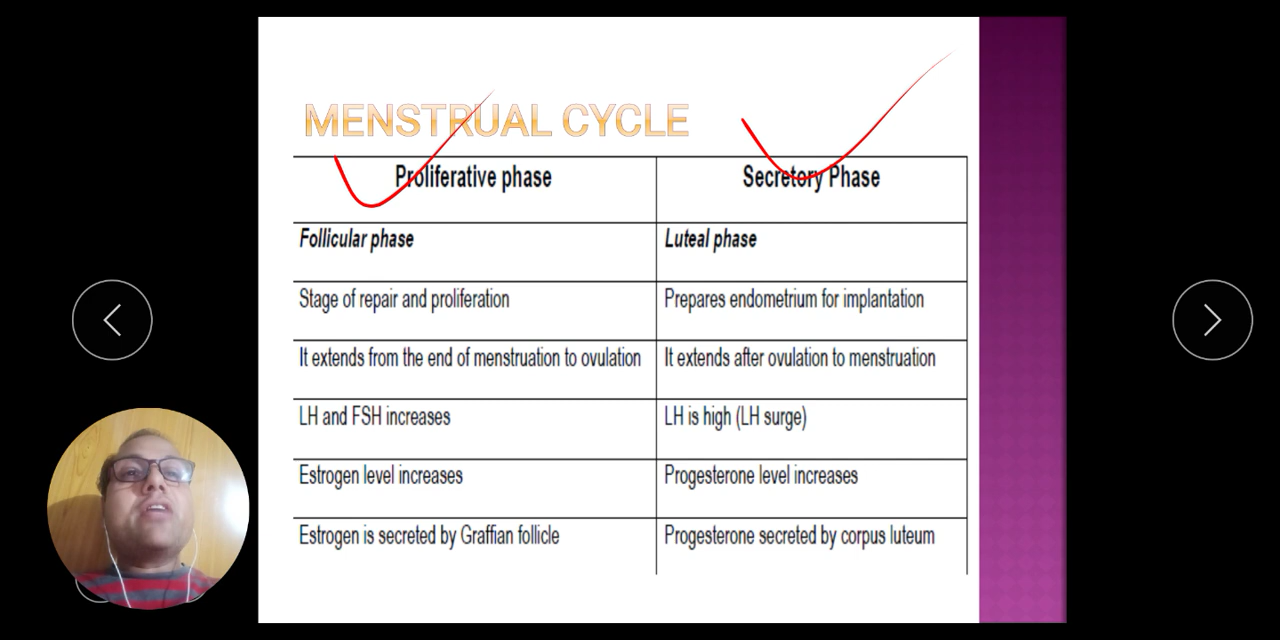 MENSTRUAL CYCLE
Proliferative phase
Secretory Phase
Follicular phase
Luteal phase
Stage of repair and proliferation
Prepares endometrium for implantation
It extends from the end of menstruation to ovulation
It extends after ovulation to menstruation
LH and FSH increases
LH is high (LH surge)
Estrogen level increases
Progesterone level increases
Estrogen is secreted by Graffian follicle
Progesterone secreted by corpus luteum